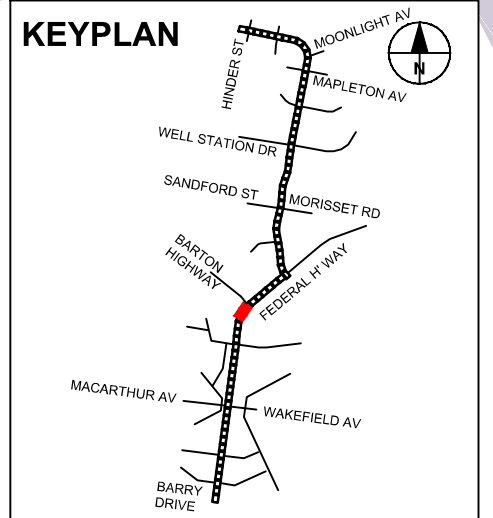 KEYPLAN
MOONLIGHT AV
HINDER ST
N
MAPLETON AV
WELL STATION DR
SANDFORD ST
MORISSET RD
BARTON
HIGHWAY
FEDERAL H' WAY
MACARTHUR AV
WAKEFIELD AV
BARRY
DRIVE